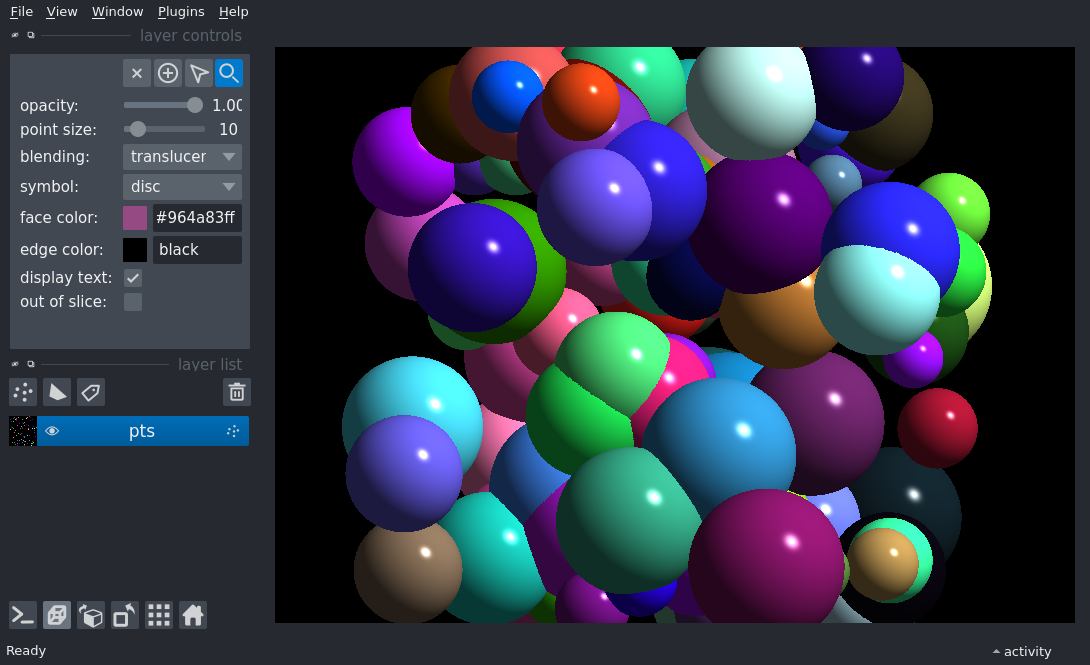 File View Window Plugins Help
layer controls
opacity: 1.00
point size: 10
blending: translucer
symbol: disc
face color: #964a83ff
edge color: black
display text:
out of slice:
layer list
pts
Ready
activity